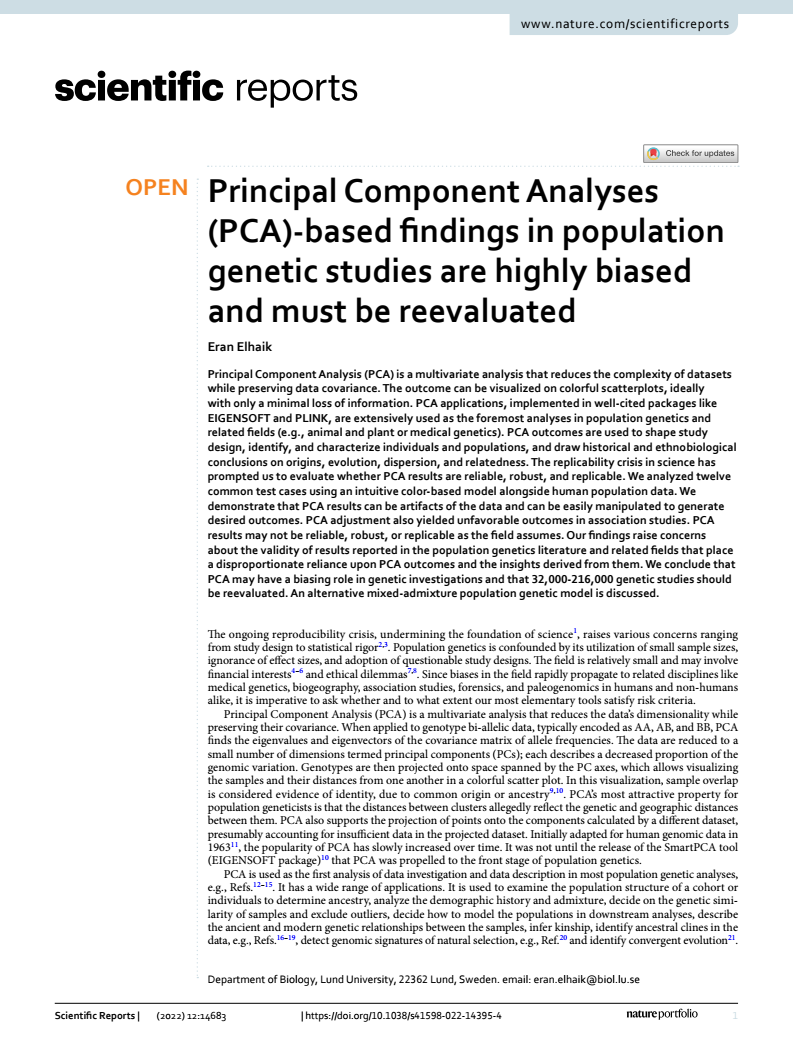 www.nature.com/scientificreports
scientific reports
Check for updates
OPEN
Principal Component Analyses
(PCA)-based findings in population
genetic studies are highly biased
and must be reevaluated
Eran Elhaik
Principal Component Analysis (PCA) is a multivariate analysis that reduces the complexity of datasets
while preserving data covariance. The outcome can be visualized on colorful scatterplots, ideally
with only a minimal loss of information. PCA applications, implemented in well-cited packages like
EIGENSOFT and PLINK, are extensively used as the foremost analyses in population genetics and
related fields (e.g., animal and plant or medical genetics). PCA outcomes are used to shape study
design, identify, and characterize individuals and populations, and draw historical and ethnobiological
conclusions on origins, evolution, dispersion, and relatedness. The replicability crisis in science has
prompted us to evaluate whether PCA results are reliable, robust, and replicable. We analyzed twelve
common test cases using an intuitive color-based model alongside human population data. We
demonstrate that PCA results can be artifacts of the data and can be easily manipulated to generate
desired outcomes. PCA adjustment also yielded unfavorable outcomes in association studies. PCA
results may not be reliable, robust, or replicable as the field assumes. Our findings raise concerns
about the validity of results reported in the population genetics literature and related fields that place
a disproportionate reliance upon PCA outcomes and the insights derived from them. We conclude that
PCA may have a biasing role in genetic investigations and that 32,000-216,000 genetic studies should
be reevaluated. An alternative mixed-admixture population genetic model is discussed.
The ongoing reproducibility crisis, undermining the foundation of science1, raises various concerns ranging
from study design to statistical rigor2,3. Population genetics is confounded by its utilization of small sample sizes,
ignorance of effect sizes, and adoption of questionable study designs. The field is relatively small and may involve
financial interests4–6 and ethical dilemmas7,8. Since biases in the field rapidly propagate to related disciplines like
medical genetics, biogeography, association studies, forensics, and paleogenomics in humans and non-humans
alike, it is imperative to ask whether and to what extent our most elementary tools satisfy risk criteria.
Principal Component Analysis (PCA) is a multivariate analysis that reduces the data's dimensionality while
preserving their covariance. When applied to genotype bi-allelic data, typically encoded as AA, AB, and BB, PCA
finds the eigenvalues and eigenvectors of the covariance matrix of allele frequencies. The data are reduced to a
small number of dimensions termed principal components (PCs); each describes a decreased proportion of the
genomic variation. Genotypes are then projected onto space spanned by the PC axes, which allows visualizing
the samples and their distances from one another in a colorful scatter plot. In this visualization, sample overlap
is considered evidence of identity, due to common origin or ancestry9,10. PCA's most attractive property for
population geneticists is that the distances between clusters allegedly reflect the genetic and geographic distances
between them. PCA also supports the projection of points onto the components calculated by a different dataset,
presumably accounting for insufficient data in the projected dataset. Initially adapted for human genomic data in
196311, the popularity of PCA has slowly increased over time. It was not until the release of the SmartPCA tool
(EIGENSOFT package)10 that PCA was propelled to the front stage of population genetics.
PCA is used as the first analysis of data investigation and data description in most population genetic analyses,
e.g., Refs.12–15. It has a wide range of applications. It is used to examine the population structure of a cohort or
individuals to determine ancestry, analyze the demographic history and admixture, decide on the genetic simi-
larity of samples and exclude outliers, decide how to model the populations in downstream analyses, describe
the ancient and modern genetic relationships between the samples, infer kinship, identify ancestral clines in the
data, e.g., Refs.16–19, detect genomic signatures of natural selection, e.g., Ref.20 and identify convergent evolution21.
Department of Biology, Lund University, 22362 Lund, Sweden. email: eran.elhaik@biol.lu.se
Scientific Reports | (2022) 12:14683 | https://doi.org/10.1038/s41598-022-14395-4 nature portfolio 1